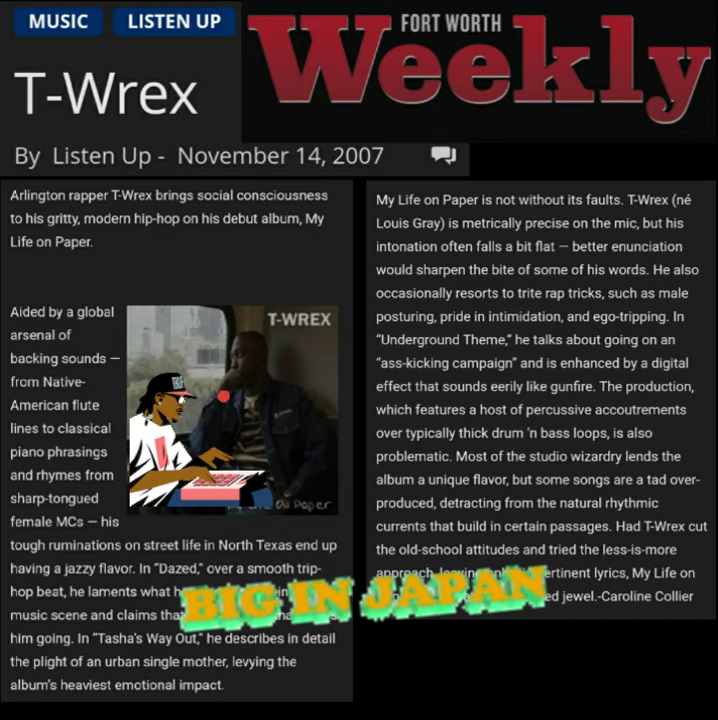 MUSIC LISTEN UP
FORT WORTH
Weekly
T-Wrex
By Listen Up - November 14, 2007
Arlington rapper T-Wrex brings social consciousness
to his gritty, modern hip-hop on his debut album, My
Life on Paper.
Aided by a global
arsenal of
backing sounds —
from Native-
American flute
lines to classical
piano phrasings
and rhymes from
sharp-tongued
female MCs — his
tough ruminations on street life in North Texas end up
having a jazzy flavor. In “Dazed,” over a smooth trip-
hop beat, he laments what
music scene and claims
him going. In “Tasha’s Way Out,” he describes in detail
the plight of an urban single mother, levying the
album’s heaviest emotional impact.
T-WREX
on Paper
My Life on Paper is not without its faults. T-Wrex (né
Louis Gray) is metrically precise on the mic, but his
intonation often falls a bit flat — better enunciation
would sharpen the bite of some of his words. He also
occasionally resorts to trite rap tricks, such as male
posturing, pride in intimidation, and ego-tripping. In
“Underground Theme,” he talks about going on an
“ass-kicking campaign” and is enhanced by a digital
effect that sounds eerily like gunfire. The production,
which features a host of percussive accoutrements
over typically thick drum ’n bass loops, is also
problematic. Most of the studio wizardry lends the
album a unique flavor, but some songs are a tad over-
produced, detracting from the natural rhythmic
currents that build in certain passages. Had T-Wrex cut
the old-school attitudes and tried the less-is-more
approach, lyrics, My Life on
jewel.-Caroline Collier
BIG IN JAPAN